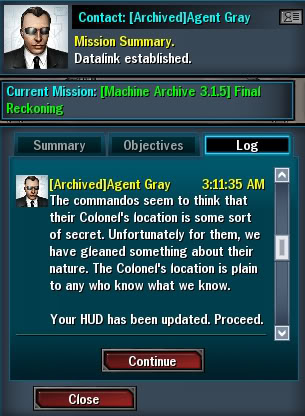 Contact: [Archived]Agent Gray
Mission Summary.
Datalink established.
Current Mission: [Machine Archive 3.1.5] Final
Reckoning
Summary Objectives Log
[Archived]Agent Gray 3:11:35 AM
The commandos seem to think that
their Colonel's location is some sort
of secret. Unfortunately for them, we
have gleaned something about their
nature. The Colonel's location is plain
to any who know what we know.
Your HUD has been updated. Proceed.
Continue
Close